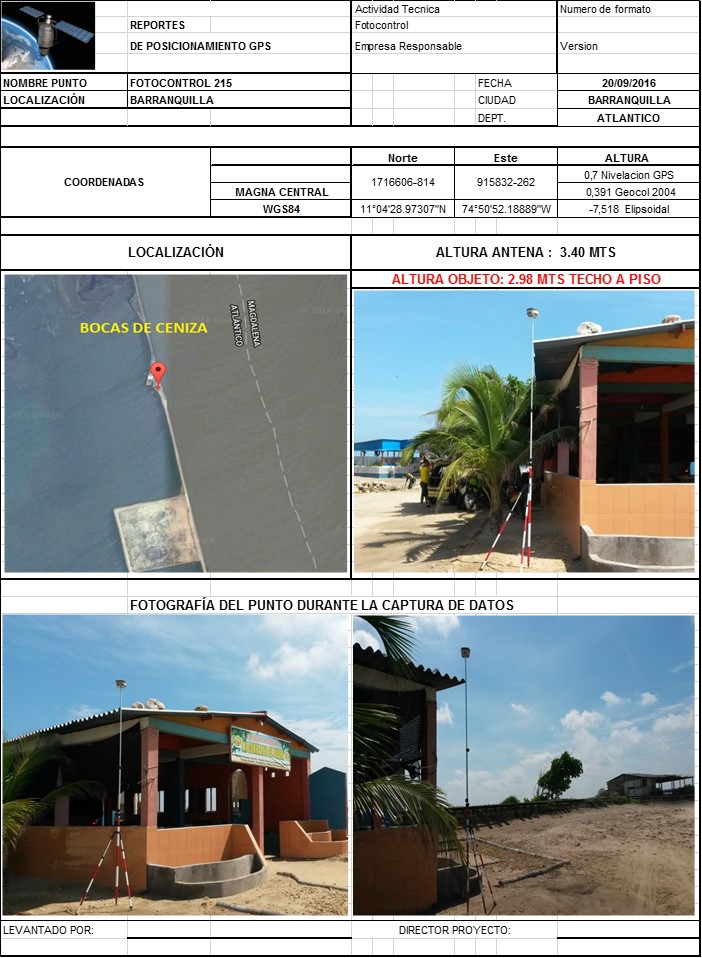 Actividad Tecnica
Numero de formato
REPORTES
Fotocontrol
DE POSICIONAMIENTO GPS
Empresa Responsable
Version
NOMBRE PUNTO
FOTOCONTROL 215
FECHA
20/09/2016
LOCALIZACIÓN
BARRANQUILLA
CIUDAD
BARRANQUILLA
DEPT.
ATLANTICO
COORDENADAS
Norte
Este
ALTURA
1716606-814
915832-262
0,7 Nivelacion GPS
MAGNA CENTRAL
0,391 Geocol 2004
WGS84
11°04'28.97307"N
74°50'52.18889"W
-7,518 Elipsoidal
LOCALIZACIÓN
ALTURA ANTENA : 3.40 MTS
ALTURA OBJETO: 2.98 MTS TECHO A PISO
BOCAS DE CENIZA
MAGDALENA
ATLÁNTICO
FOTOGRAFÍA DEL PUNTO DURANTE LA CAPTURA DE DATOS
LEVANTADO POR:
DIRECTOR PROYECTO: